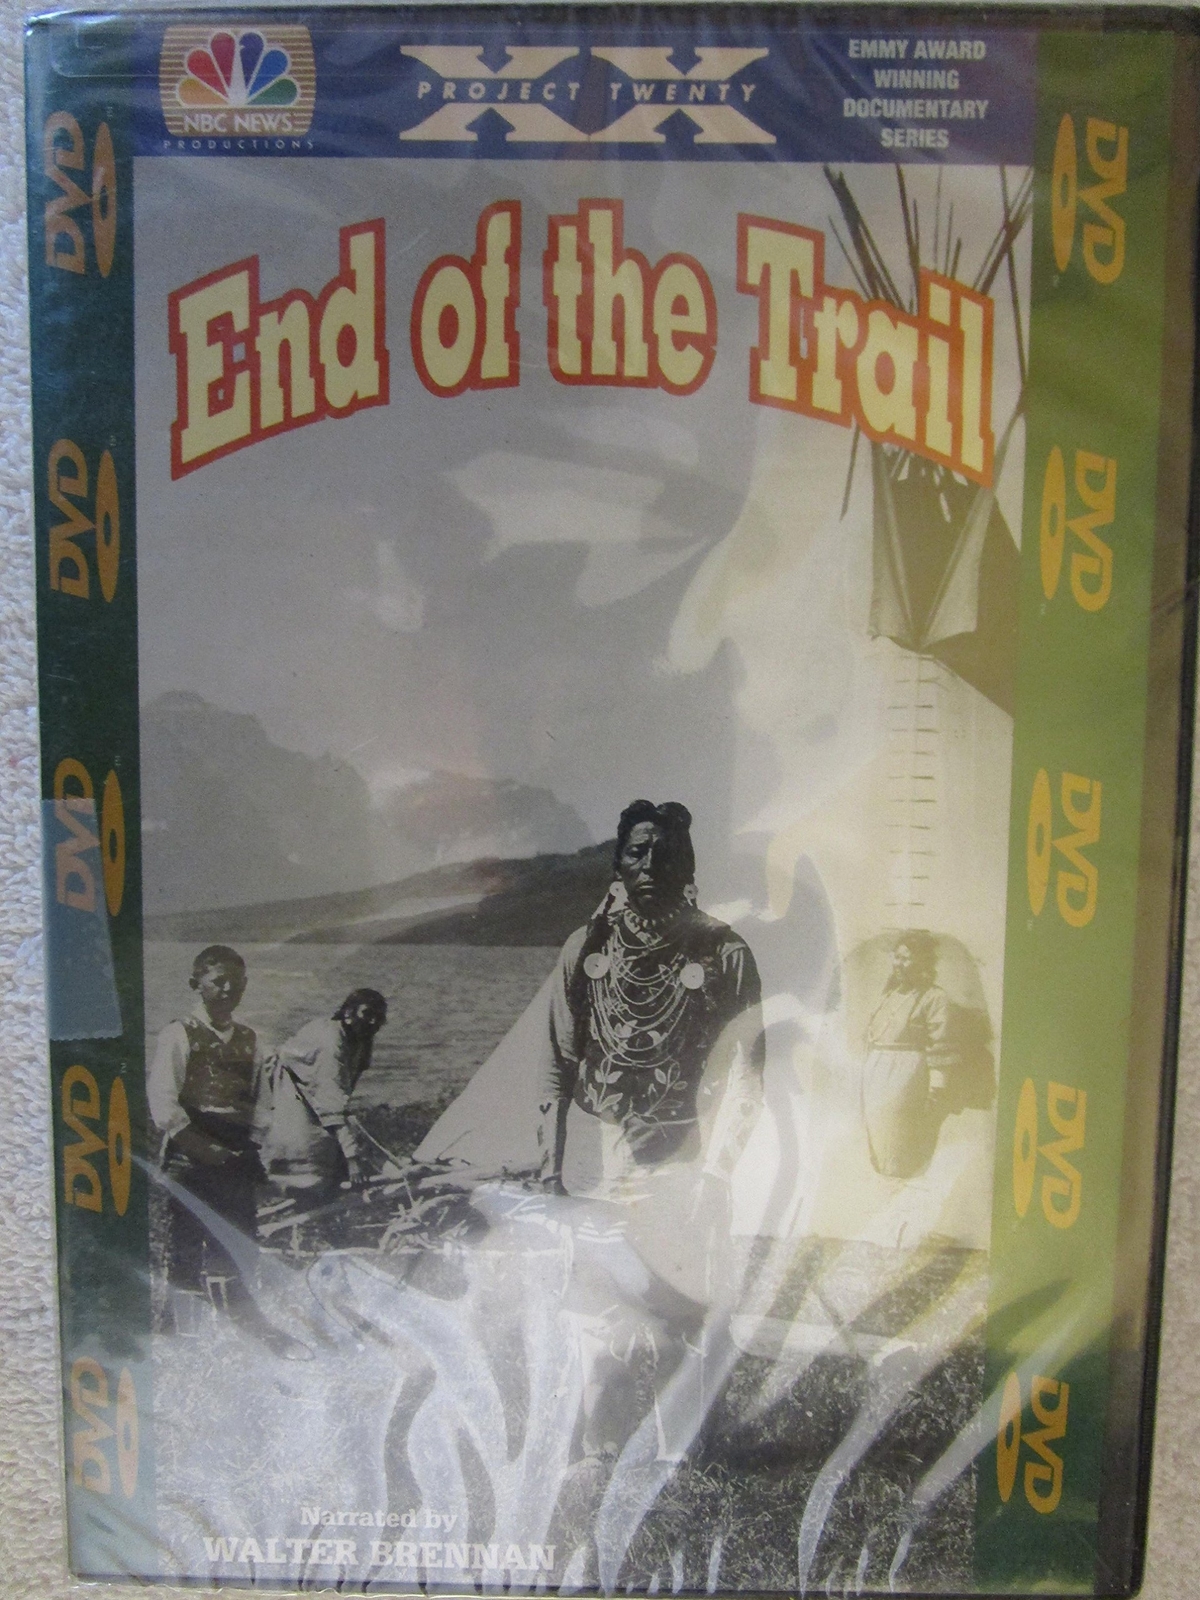 NBC NEWS
PRODUCTIONS
PROJECT TWENTY
XX
EMMY AWARD
WINNING
DOCUMENTARY
SERIES
End of the Trail
DVD
DVD
DVD
DVD
DVD
DVD
DVD
DVD
DVD
DVD
Narrated by
WALTER BRENNAN